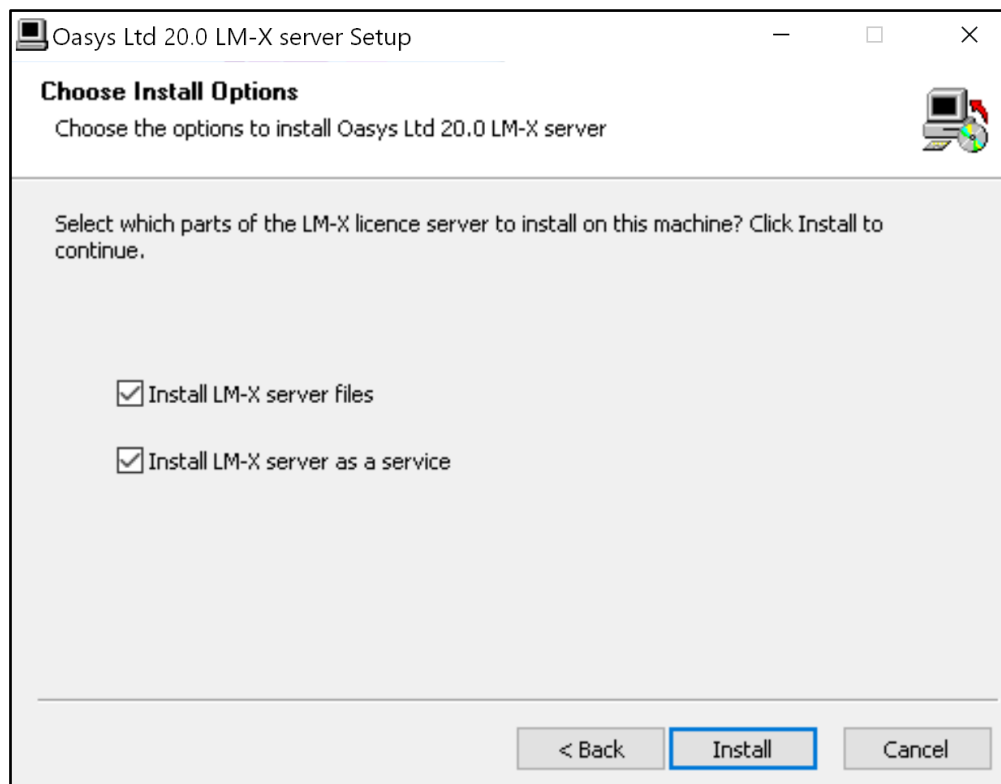 Oasys Ltd 20.0 LM-X server Setup
Choose Install Options
Choose the options to install Oasys Ltd 20.0 LM-X server
Select which parts of the LM-X licence server to install on this machine? Click Install to
continue.
Install LM-X server files
Install LM-X server as a service
< Back
Install
Cancel